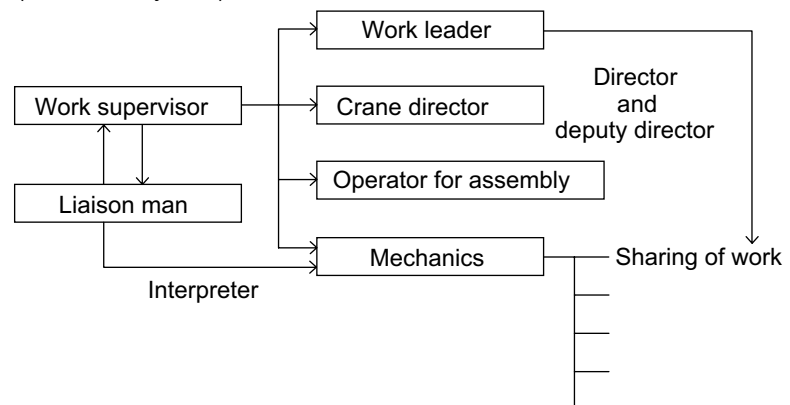 Work leader
Director
and
deputy director
Work supervisor
Crane director
Operator for assembly
Liaison man
Mechanics
Sharing of work
Interpreter